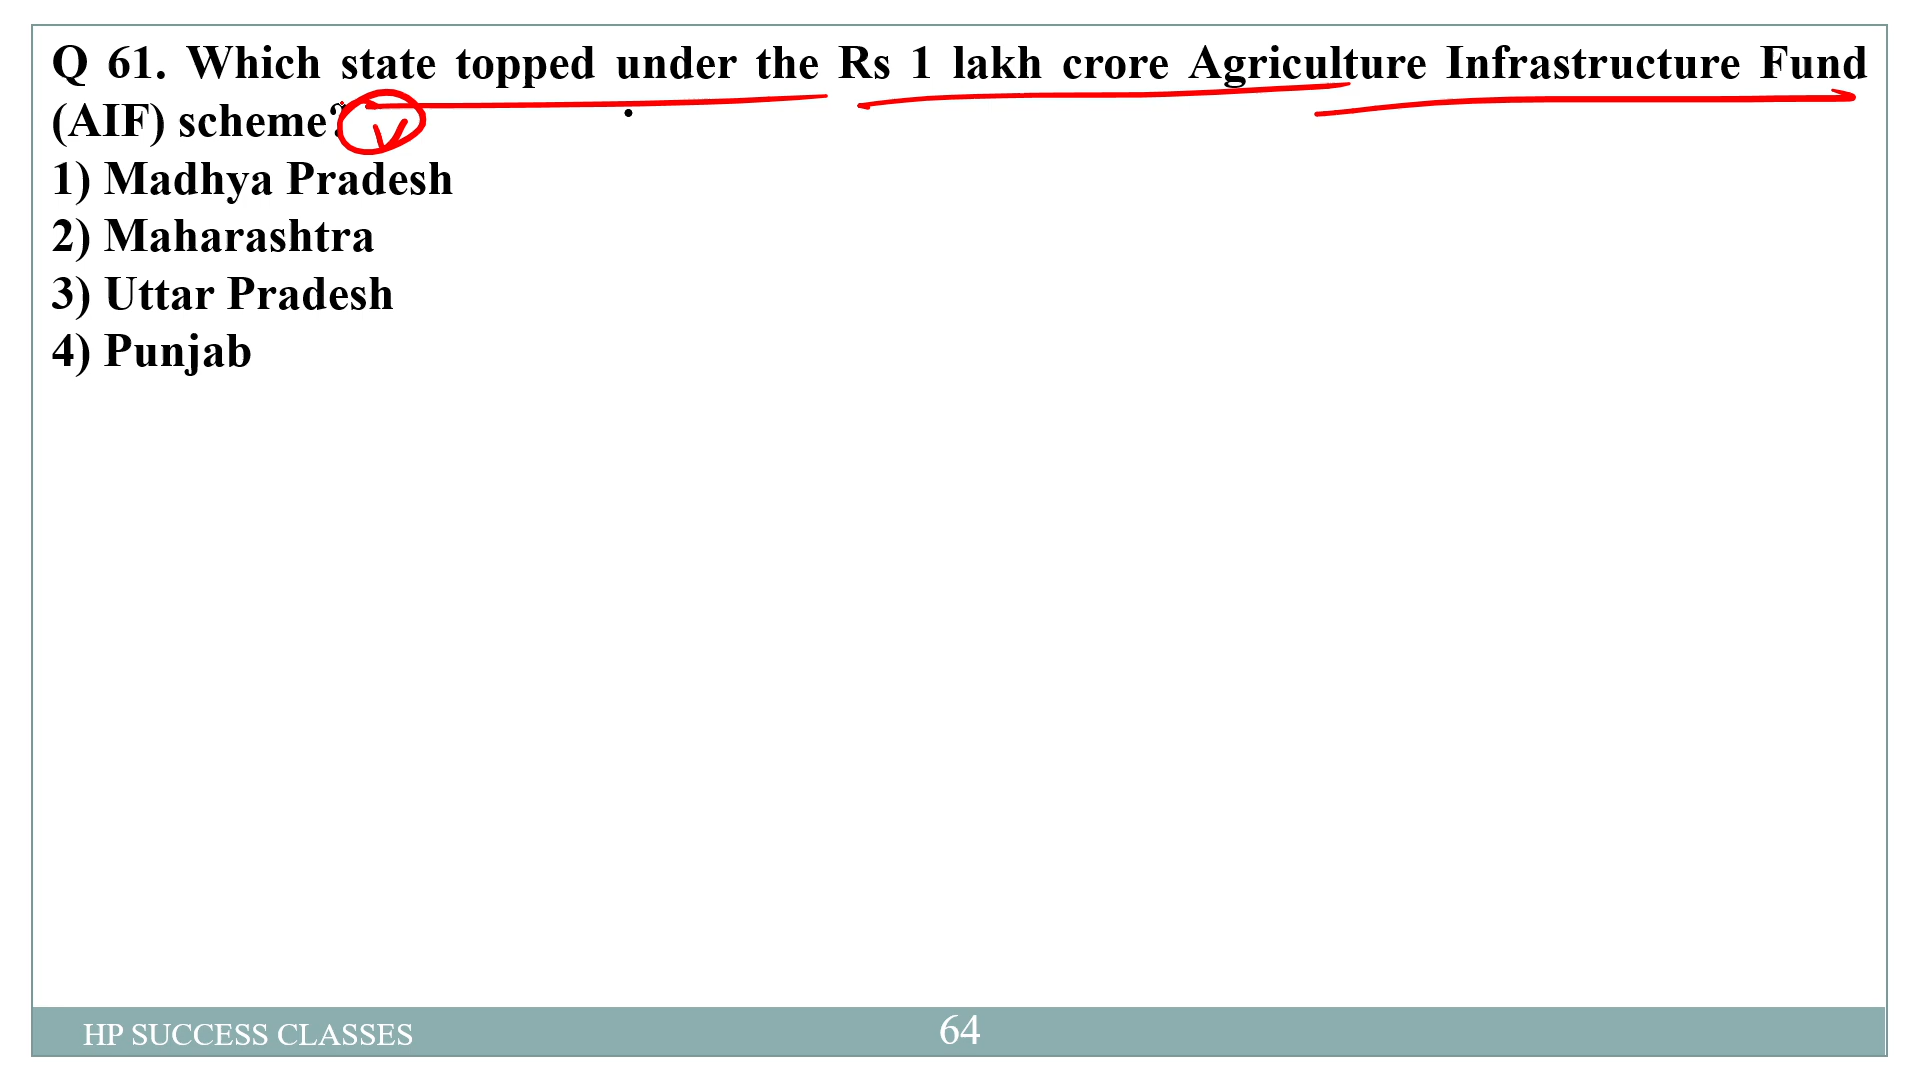 Q 61. Which state topped under the Rs 1 lakh crore Agriculture Infrastructure Fund
(AIF) scheme?
1) Madhya Pradesh
2) Maharashtra
3) Uttar Pradesh
4) Punjab
HP SUCCESS CLASSES
64